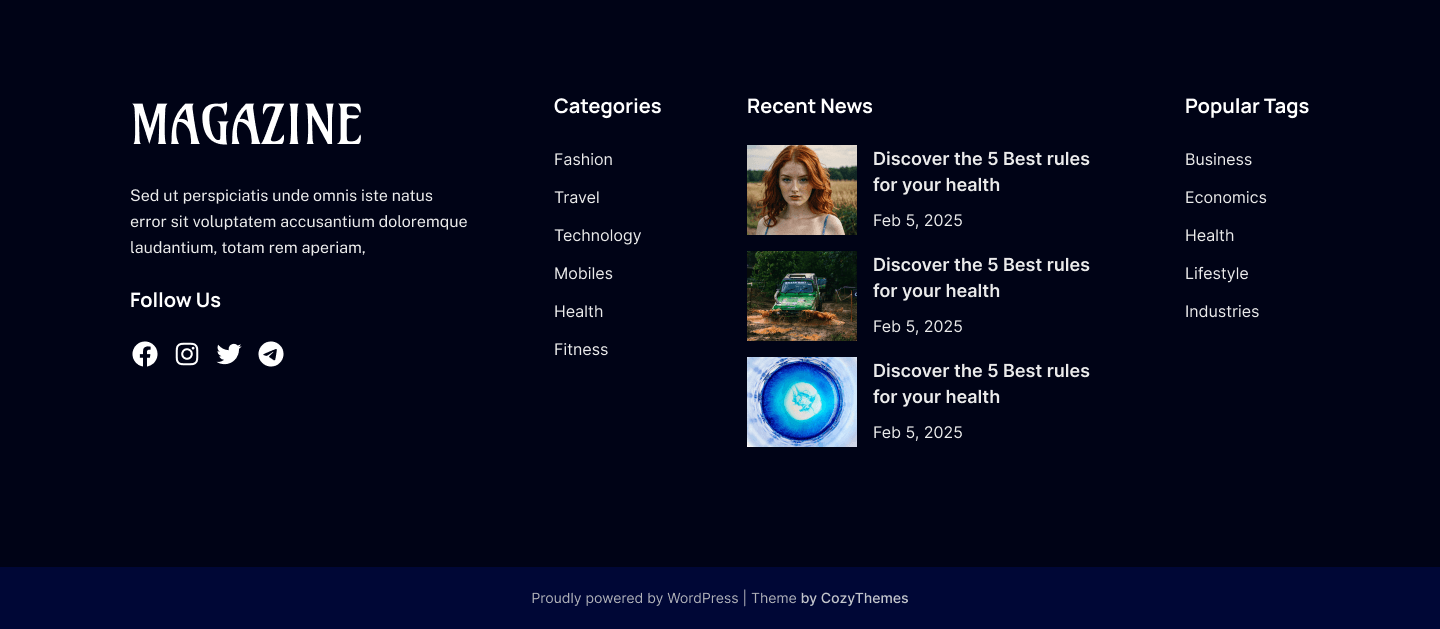 MAGAZINE
Sed ut perspiciatis unde omnis iste natus
error sit voluptatem accusantium doloremque
laudantium, totam rem aperiam,
Follow Us
Categories
Fashion
Travel
Technology
Mobiles
Health
Fitness
Recent News
Discover the 5 Best rules
for your health
Feb 5, 2025
Discover the 5 Best rules
for your health
Feb 5, 2025
Discover the 5 Best rules
for your health
Feb 5, 2025
Popular Tags
Business
Economics
Health
Lifestyle
Industries
Proudly powered by WordPress | Theme by CozyThemes